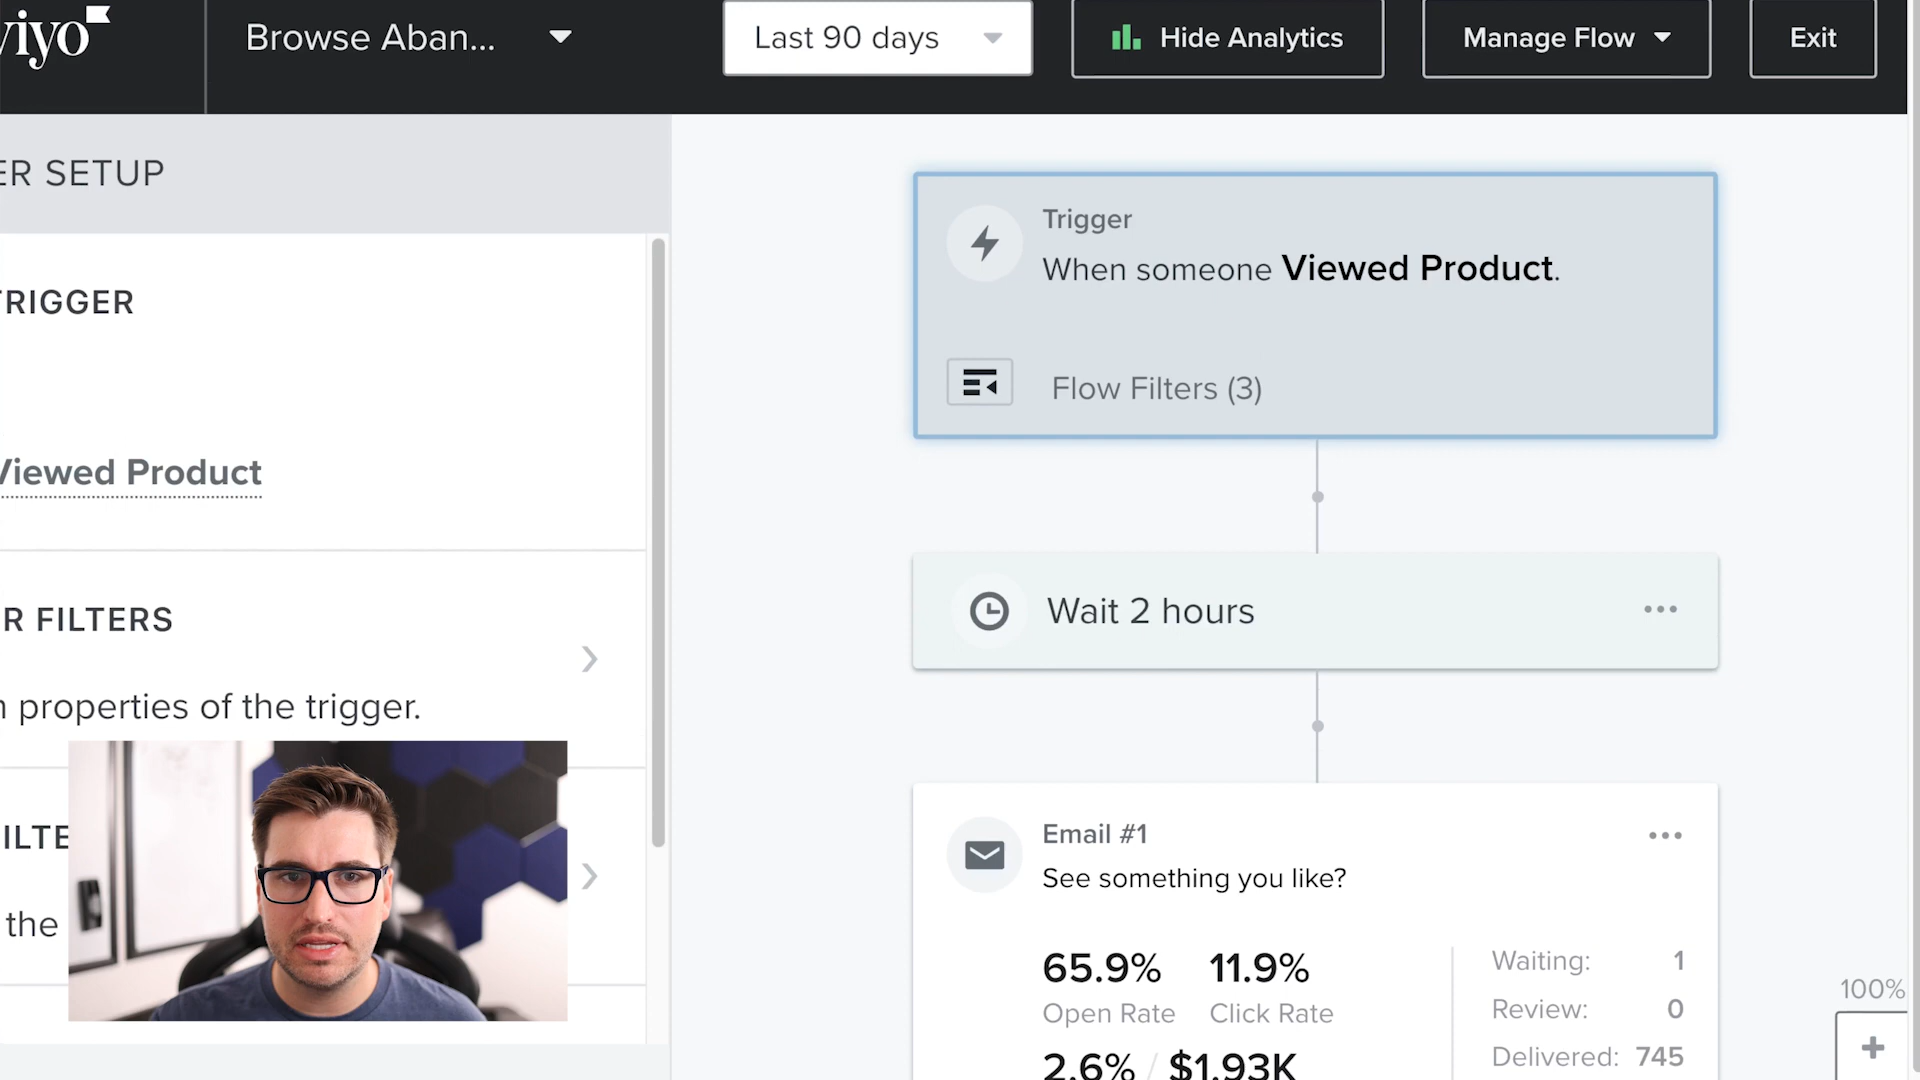 viyo
Browse Aban...
Last 90 days
Hide Analytics
Manage Flow
Exit
ER SETUP
TRIGGER
Viewed Product
R FILTERS
n properties of the trigger.
ILTE
the
Trigger
When someone Viewed Product.
Flow Filters (3)
Wait 2 hours
Email #1
See something you like?
65.9%
11.9%
Open Rate
Click Rate
2.6% / $1.93K
Waiting: 1
Review: 0
Delivered: 745
100%